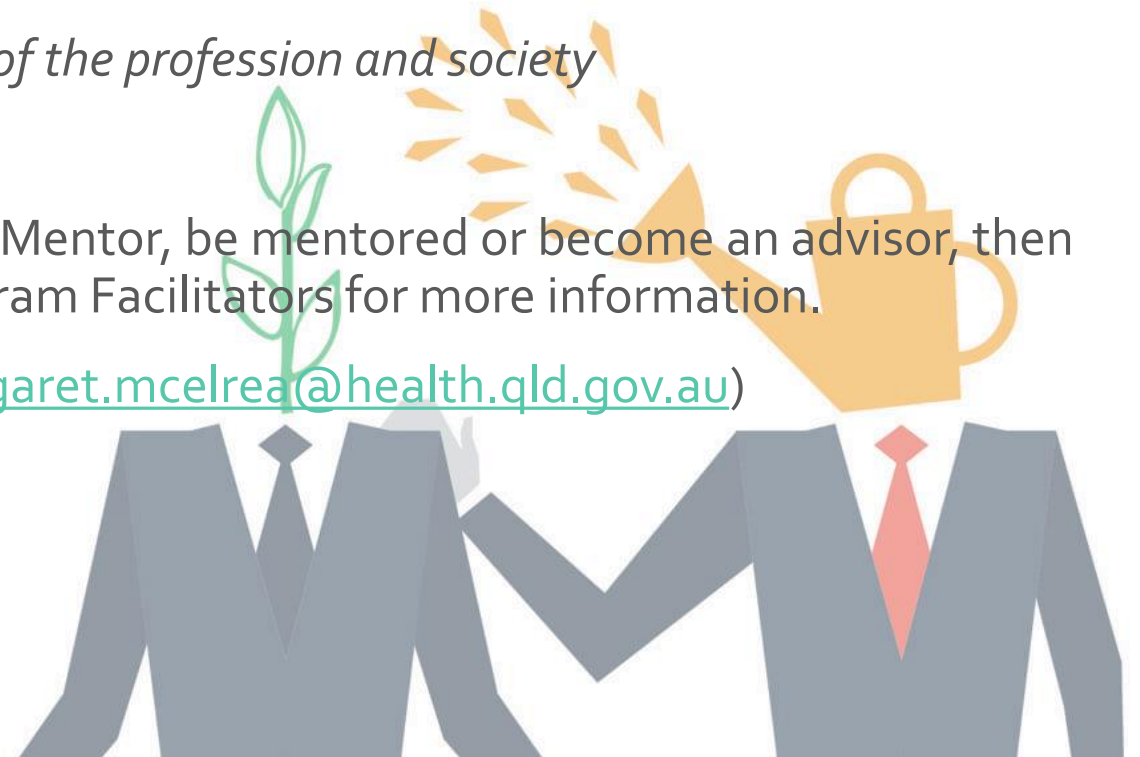 of the profession and society
Mentor, be mentored or become an advisor, then
ram Facilitators for more information.
garet.mcelrea@health.qld.gov.au)